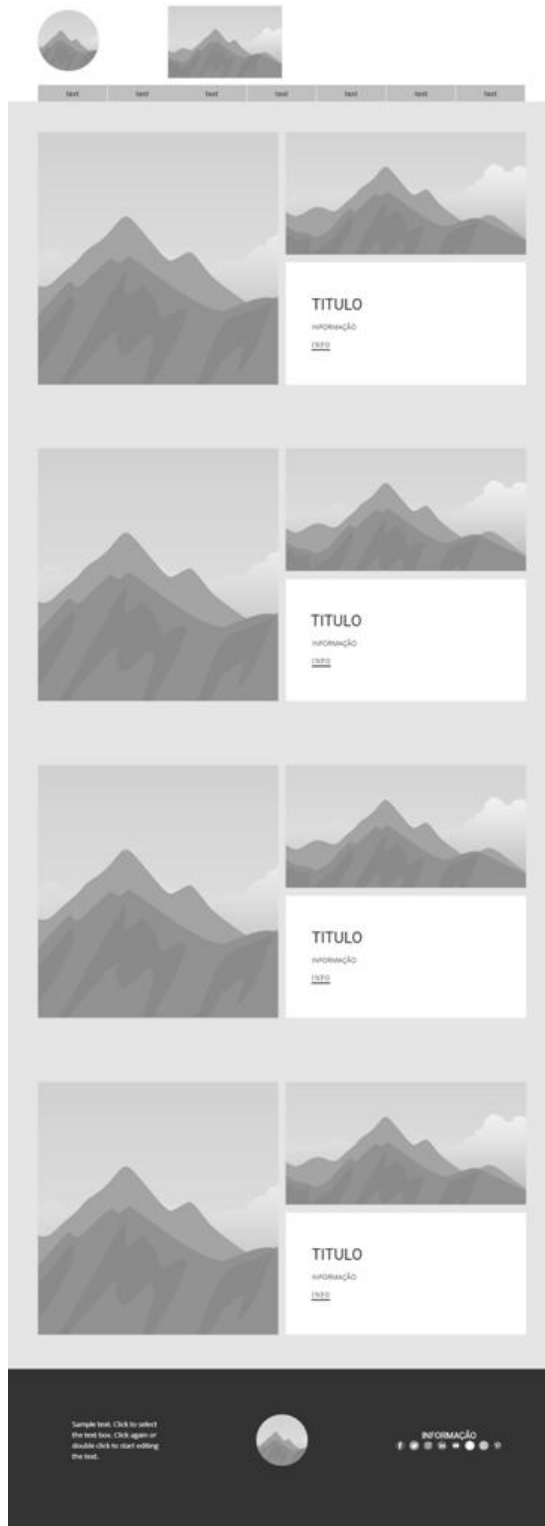 text
text
text
text
text
text
text
TITULO
INFORMAÇÃO
INFO
TITULO
INFORMAÇÃO
INFO
TITULO
INFORMAÇÃO
INFO
TITULO
INFORMAÇÃO
INFO
Sample text. Click to select
the text box. Click again or
double click to start editing
the text.
INFORMAÇÃO